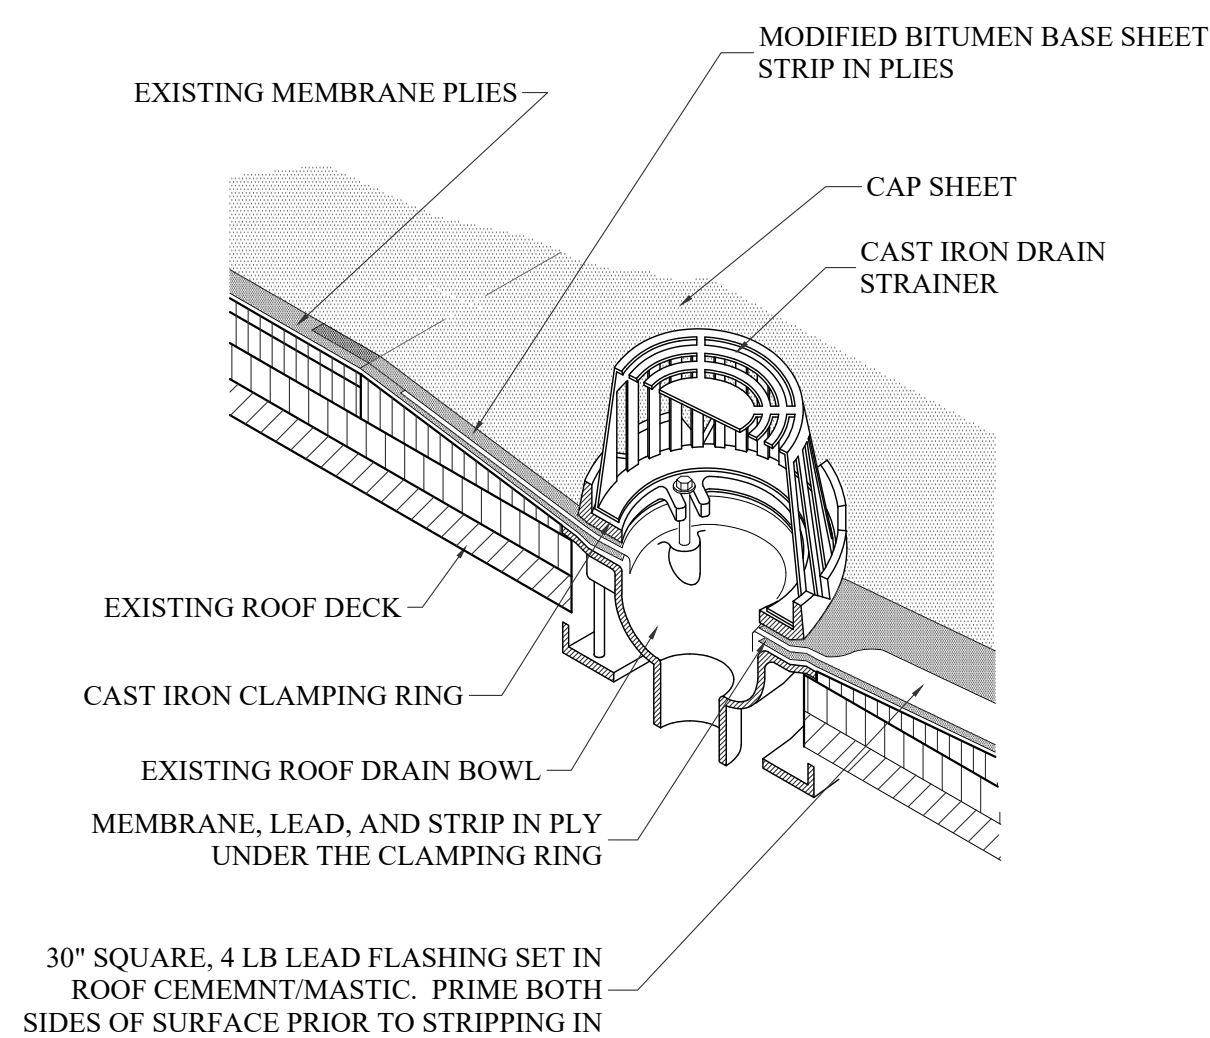 MODIFIED BITUMEN BASE SHEET
STRIP IN PLIES
EXISTING MEMBRANE PLIES
CAP SHEET
CAST IRON DRAIN
STRAINER
EXISTING ROOF DECK
CAST IRON CLAMPING RING
EXISTING ROOF DRAIN BOWL
MEMBRANE, LEAD, AND STRIP IN PLY
UNDER THE CLAMPING RING
30" SQUARE, 4 LB LEAD FLASHING SET IN
ROOF CEMEMNT/MASTIC.  PRIME BOTH
SIDES OF SURFACE PRIOR TO STRIPPING IN